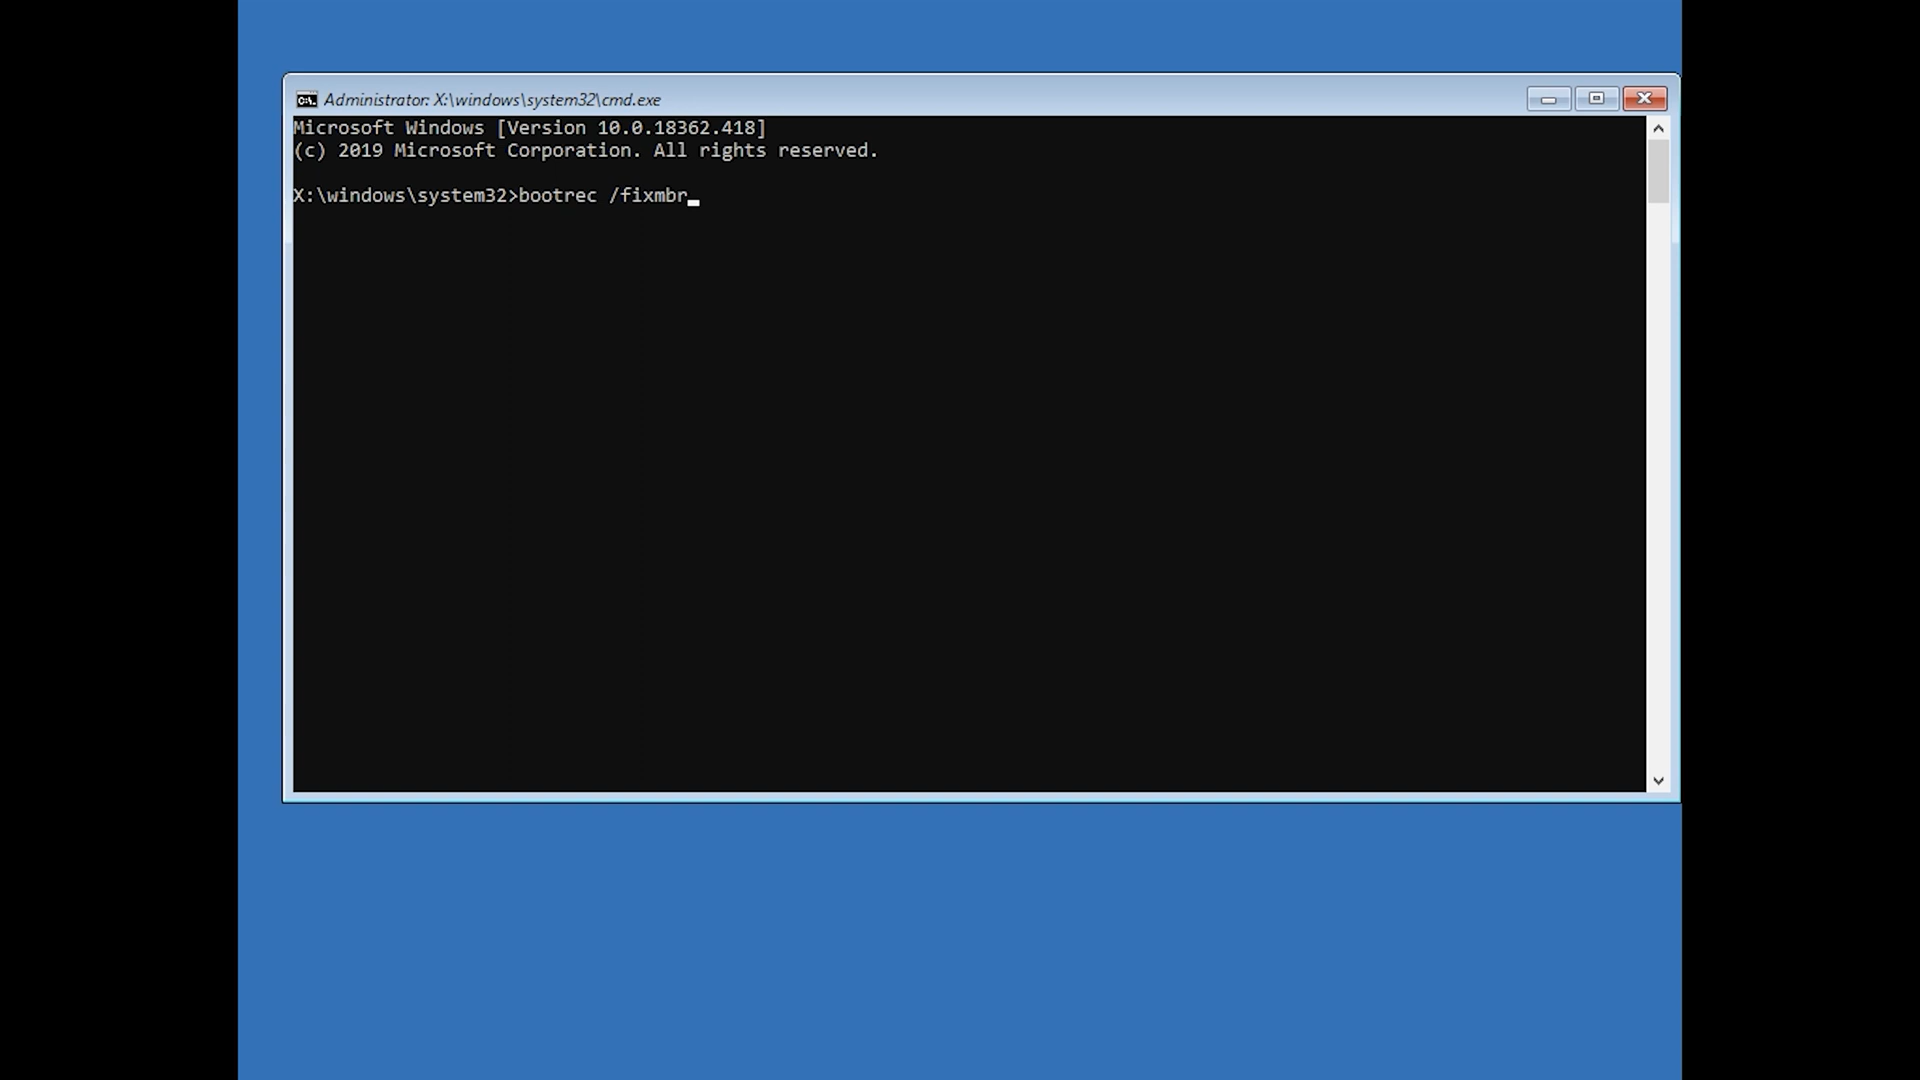 Administrator: X:\windows\system32\cmd.exe
Microsoft Windows [Version 10.0.18362.418]
(c) 2019 Microsoft Corporation. All rights reserved.
X:\windows\system32>bootrec /fixmbr